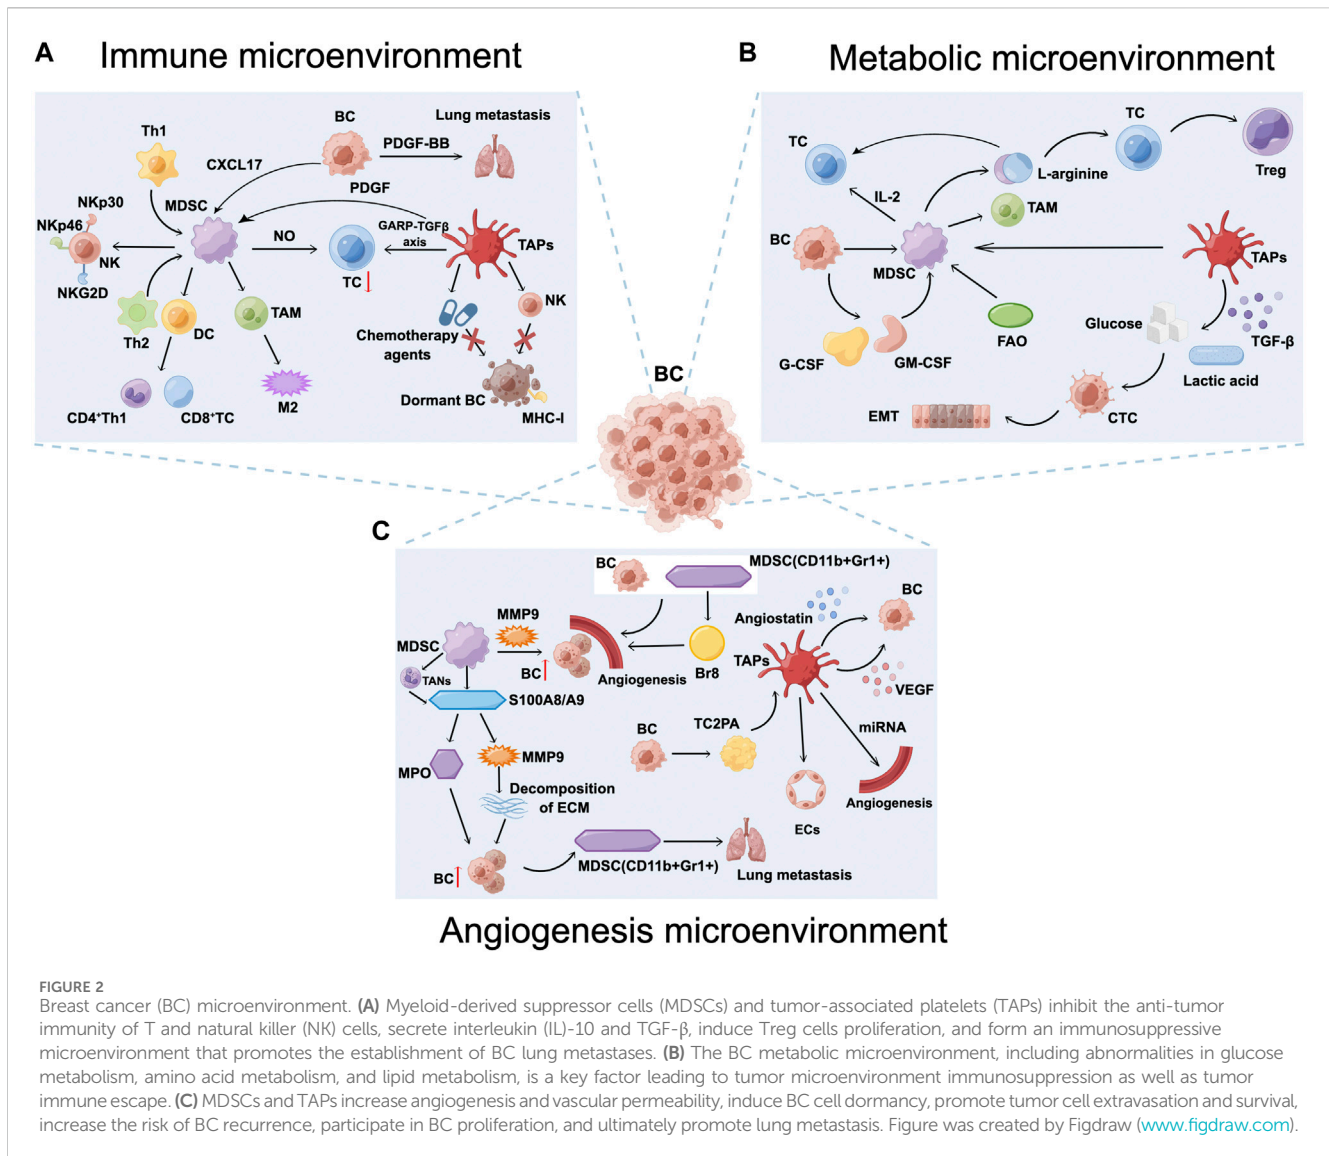 A
Immune microenvironment
Th1
BC
Lung metastasis
PDGF-BB
CXCL17
PDGF
NKp30
MDSC
NKp46
GARP-TGFβ
axis
NO
TAPs
NK
TC
NKG2D
NK
TAM
Th2
DC
Chemotherapy
agents
Dormant BC
M2
MHC-I
CD4⁺Th1
CD8⁺TC
B
Metabolic microenvironment
TC
TC
L-arginine
Treg
IL-2
TAM
BC
MDSC
TAPs
Glucose
FAO
TGF-β
G-CSF
GM-CSF
Lactic acid
EMT
CTC
BC
C
BC
MDSC(CD11b+Gr1+)
MMP9
Angiostatin
BC
MDSC
TAPs
TANs
BC
Angiogenesis
Br8
VEGF
S100A8/A9
BC
TC2PA
miRNA
MPO
MMP9
Decomposition
of ECM
Angiogenesis
ECs
BC
MDSC(CD11b+Gr1+)
Lung metastasis
Angiogenesis microenvironment
FIGURE 2
Breast cancer (BC) microenvironment. (A) Myeloid-derived suppressor cells (MDSCs) and tumor-associated platelets (TAPs) inhibit the anti-tumor
immunity of T and natural killer (NK) cells, secrete interleukin (IL)-10 and TGF-β, induce Treg cells proliferation, and form an immunosuppressive
microenvironment that promotes the establishment of BC lung metastases. (B) The BC metabolic microenvironment, including abnormalities in glucose
metabolism, amino acid metabolism, and lipid metabolism, is a key factor leading to tumor microenvironment immunosuppression as well as tumor
immune escape. (C) MDSCs and TAPs increase angiogenesis and vascular permeability, induce BC cell dormancy, promote tumor cell extravasation and survival,
increase the risk of BC recurrence, participate in BC proliferation, and ultimately promote lung metastasis. Figure was created by Figdraw (www.figdraw.com).